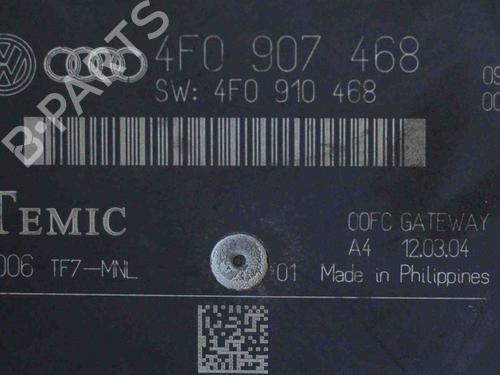 4F0 907 468
SW: 4F0 910 468
B-PARTS
TEMIC
00FC GATEWAY
A4 12.03.04
006 TF7-MNL
01 Made in Philippines